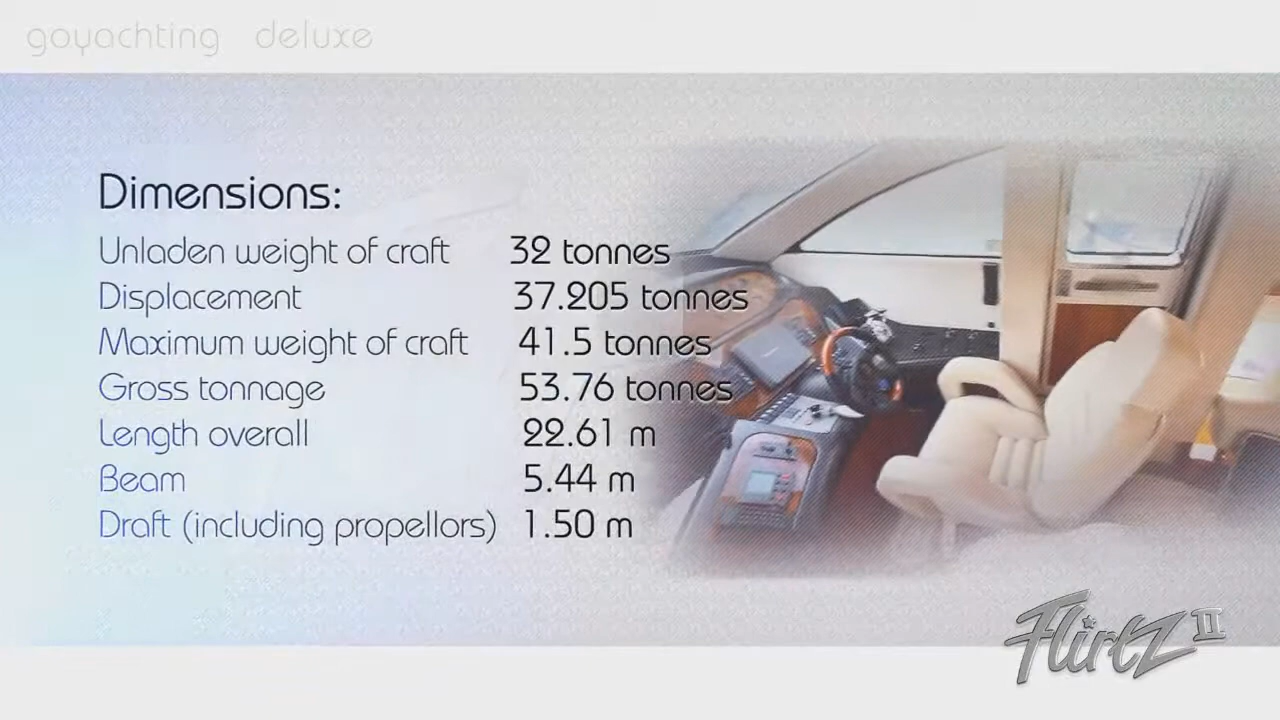 goyachting deluxe
Dimensions:
Unladen weight of craft 32 tonnes
Displacement 37.205 tonnes
Maximum weight of craft 41.5 tonnes
Gross tonnage 53.76 tonnes
Length overall 22.61 m
Beam 5.44 m
Draft (including propellors) 1.50 m
Flirtz II